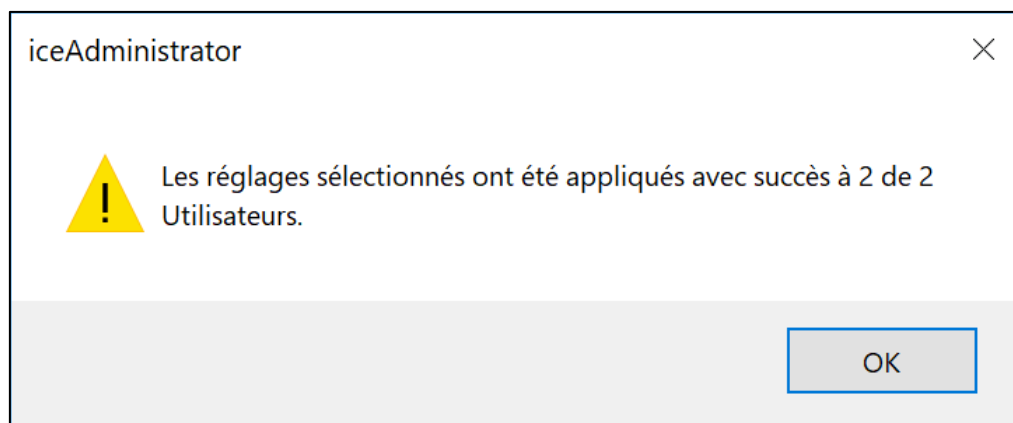 iceAdministrator
Les réglages sélectionnés ont été appliqués avec succès à 2 de 2
Utilisateurs.
OK